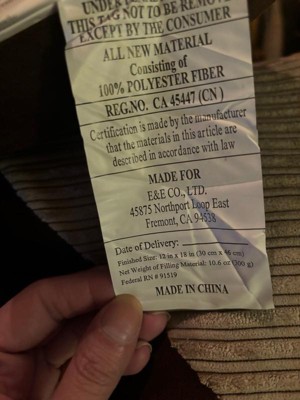 UNDER
THIS TAG NOT TO BE REMOVE
EXCEPT BY THE CONSUMER
ALL NEW MATERIAL
Consisting of
100% POLYESTER FIBER
REG.NO. CA 45447 (CN)
Certification is made by the manufacturer
that the materials in this article are
described in accordance with law
MADE FOR
E&E CO., LTD.
45875 Northport Loop East
Fremont, CA 94538
Date of Delivery:
Finished Size: 12 in x 18 in (30 cm x 46 cm)
Net Weight of Filling Material: 10.6 oz (300 g)
Federal RN # 91519
MADE IN CHINA